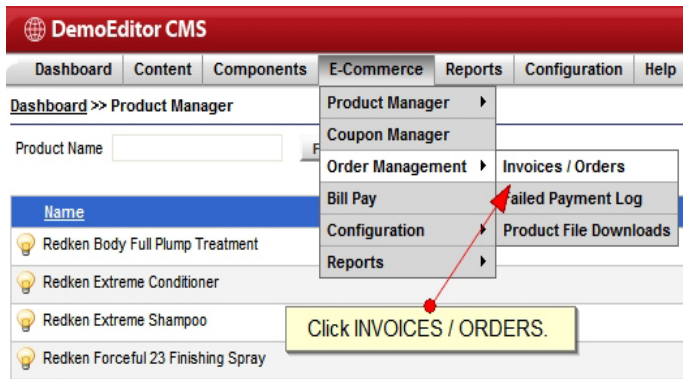 DemoEditor CMS
Dashboard Content Components E-Commerce Reports Configuration Help
Dashboard >> Product Manager
Product Manager
Coupon Manager
Product Name F
Order Management Invoices / Orders
Bill Pay Failed Payment Log
Name
Configuration Product File Downloads
Redken Body Full Plump Treatment
Reports
Redken Extreme Conditioner
Redken Extreme Shampoo
Click INVOICES / ORDERS.
Redken Forceful 23 Finishing Spray